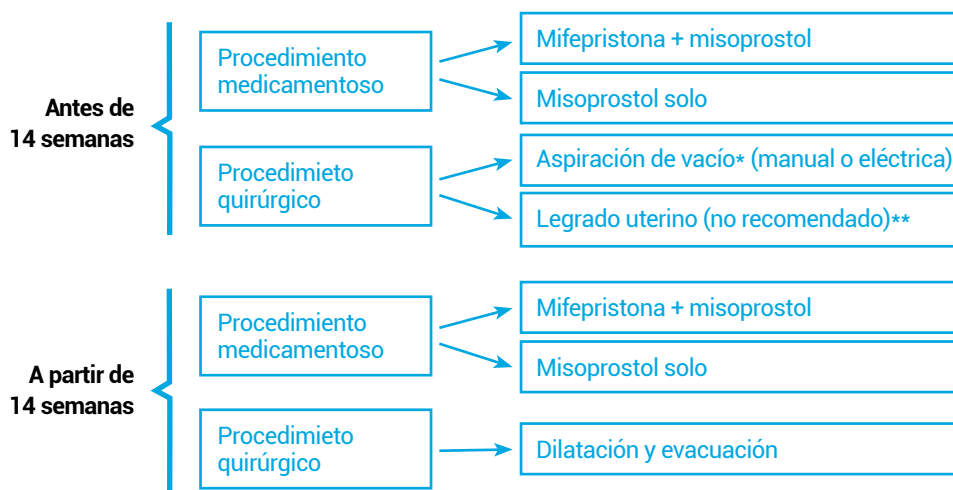 Antes de
14 semanas
Procedimiento
medicamentoso
Mifepristona + misoprostol
Misoprostol solo
Procedimieto
quirúrgico
Aspiración de vacío* (manual o eléctrica)
Legrado uterino (no recomendado)**
A partir de
14 semanas
Procedimiento
medicamentoso
Mifepristona + misoprostol
Misoprostol solo
Procedimieto
quirúrgico
Dilatación y evacuación